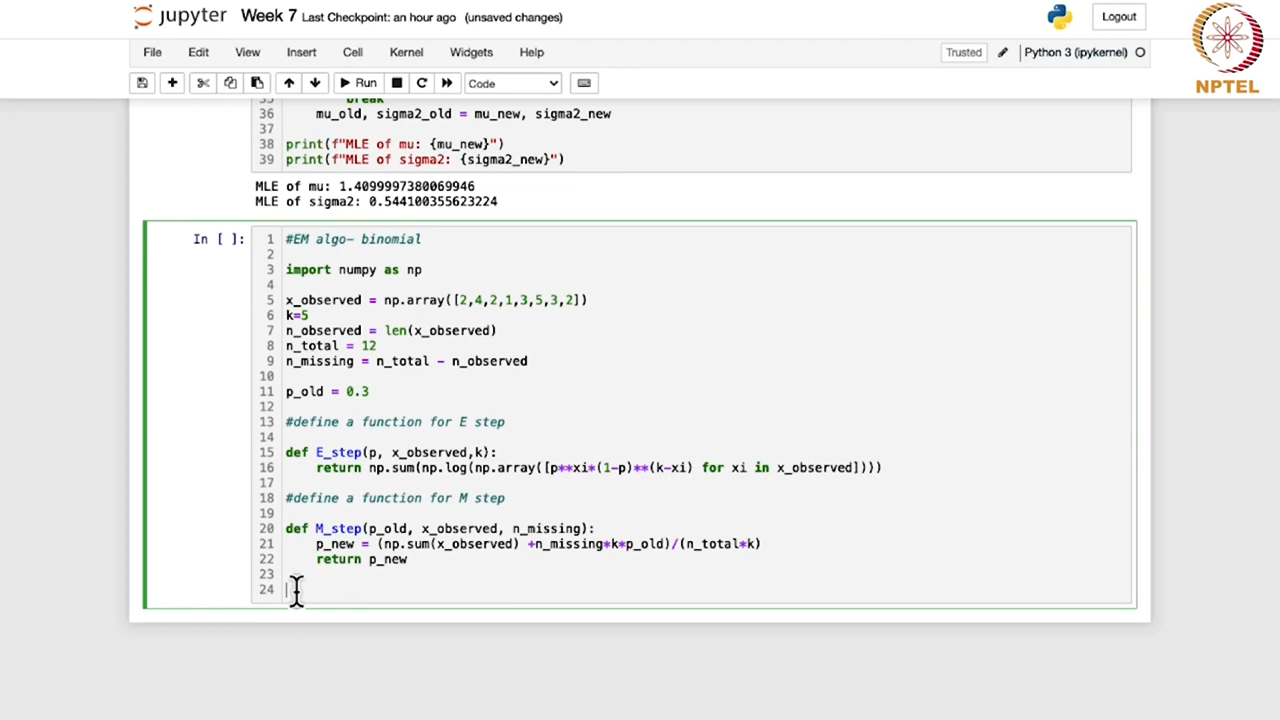 jupyter Week 7 Last Checkpoint: an hour ago (unsaved changes) Logout
NPTEL
File Edit View Insert Cell Kernel Widgets Help Trusted Python 3 (ipykernel)
Run Code
35 break
36 mu_old, sigma2_old = mu_new, sigma2_new
37
38 print(f"MLE of mu: {mu_new}")
39 print(f"MLE of sigma2: {sigma2_new}")
MLE of mu: 1.4099997380069946
MLE of sigma2: 0.544100355623224
In [ ]: 1 #EM algo- binomial
2
3 import numpy as np
4
5 x_observed = np.array([2,4,2,1,3,5,3,2])
6 k=5
7 n_observed = len(x_observed)
8 n_total = 12
9 n_missing = n_total - n_observed
10
11 p_old = 0.3
12
13 #define a function for E step
14
15 def E_step(p, x_observed,k):
16 return np.sum(np.log(np.array([p**xi*(1-p)**(k-xi) for xi in x_observed])))
17
18 #define a function for M step
19
20 def M_step(p_old, x_observed, n_missing):
21 p_new = (np.sum(x_observed) +n_missing*k*p_old)/(n_total*k)
22 return p_new
23
24